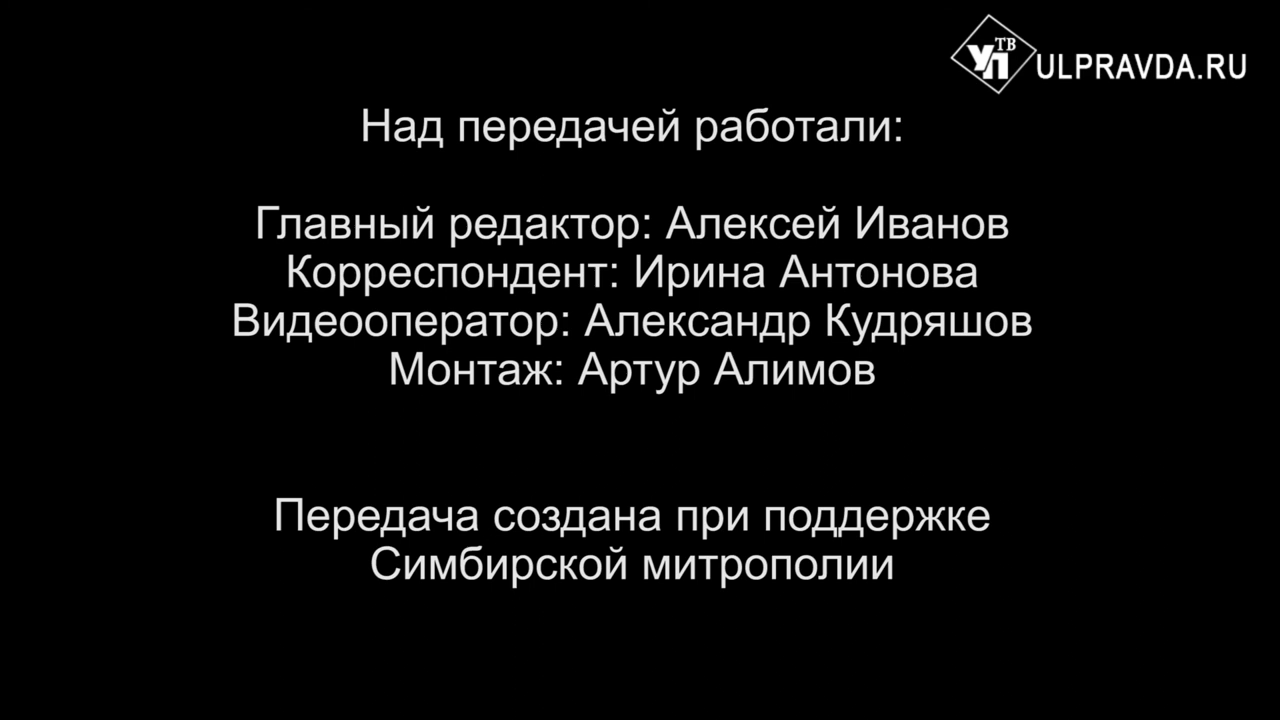 УП ТВ ULPRAVDA.RU
Над передачей работали:
Главный редактор: Алексей Иванов
Корреспондент: Ирина Антонова
Видеооператор: Александр Кудряшов
Монтаж: Артур Алимов
Передача создана при поддержке
Симбирской митрополии